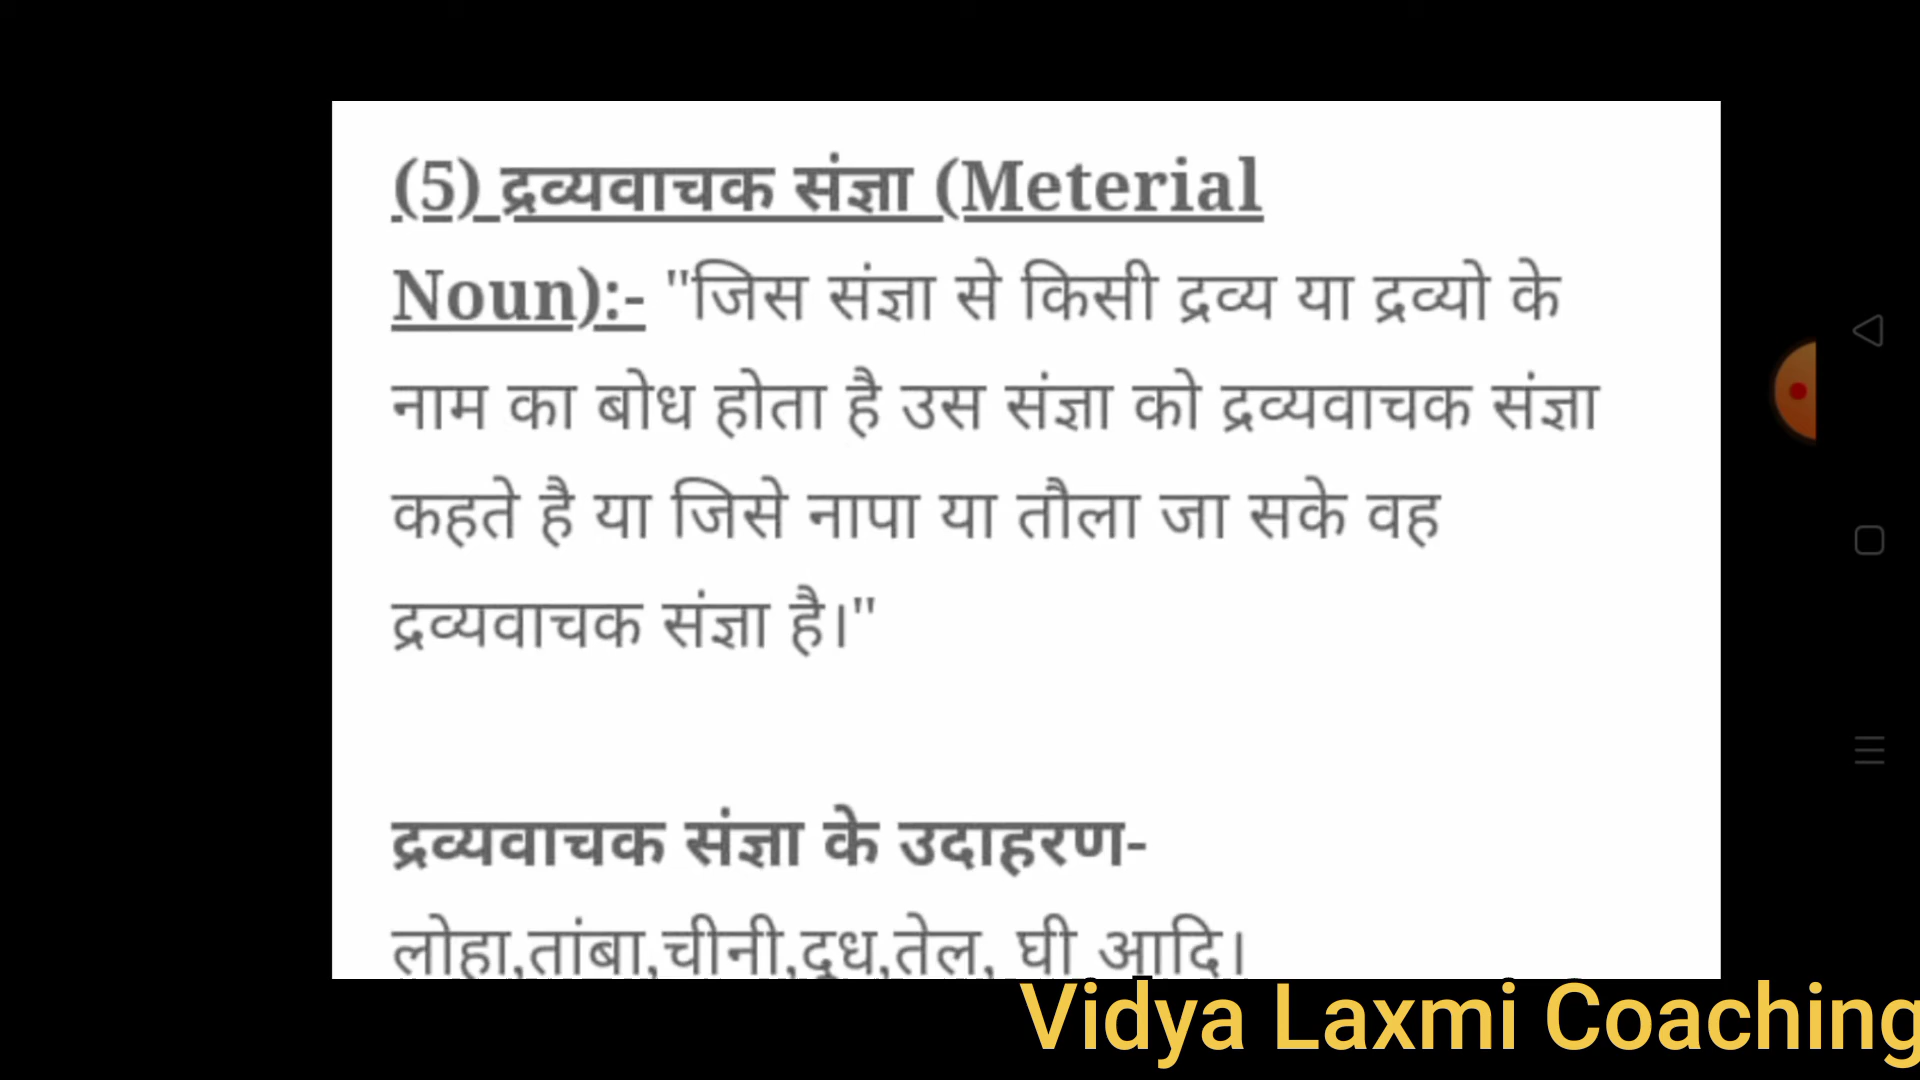 (5) द्रव्यवाचक संज्ञा (Meterial
Noun):- "जिस संज्ञा से किसी द्रव्य या द्रव्यो के
नाम का बोध होता है उस संज्ञा को द्रव्यवाचक संज्ञा
कहते है या जिसे नापा या तौला जा सके वह
द्रव्यवाचक संज्ञा है।"
द्रव्यवाचक संज्ञा के उदाहरण-
लोहा,तांबा,चीनी,दूध,तेल, घी आदि।
Vidya Laxmi Coaching